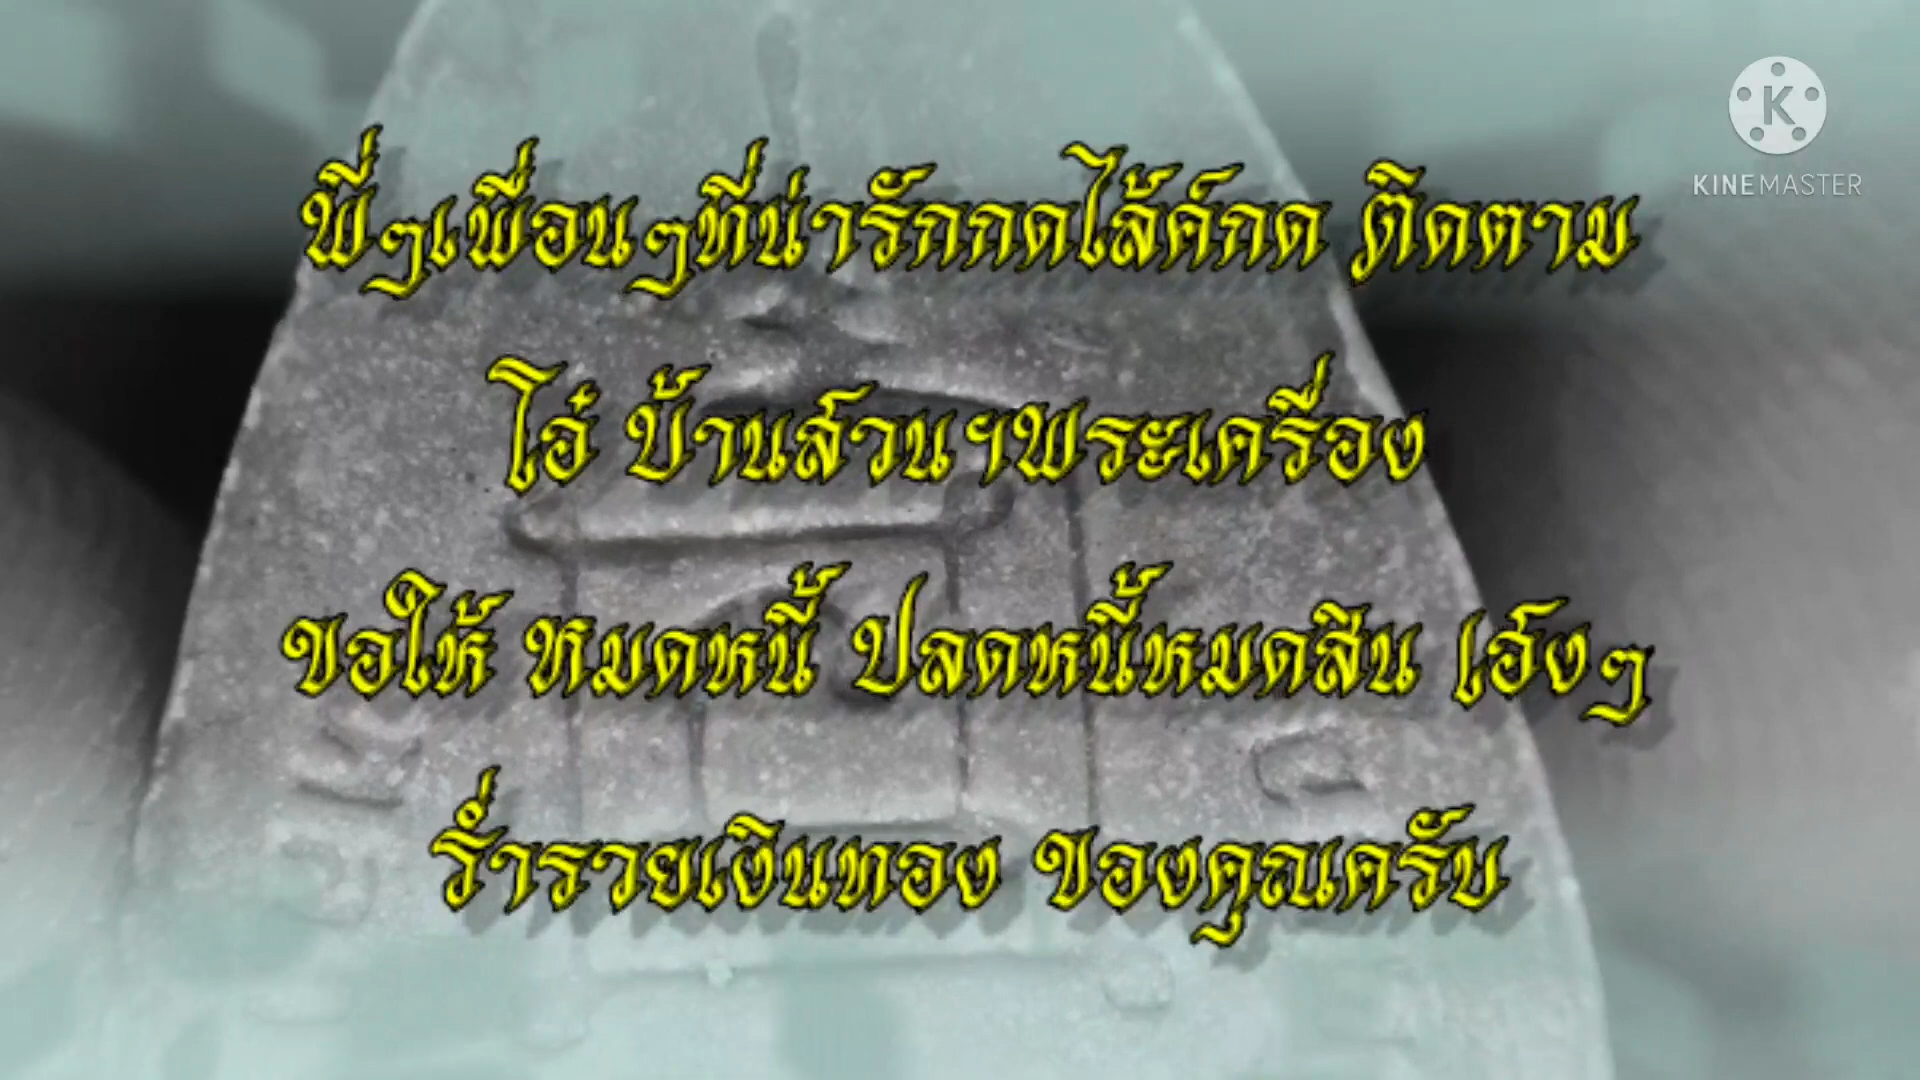 KINEMASTER
พี่ๆเพื่อนๆที่น่ารักกดไล้ค์กด ติดตาม
โอ๋ บ้านส์วนฯพระเครื่อง
ขอให้ หมดหนี้ ปลดหนี้หมดสิน เฮ์งๆ
ร่ำรวยเงินทอง ของคุณครับ